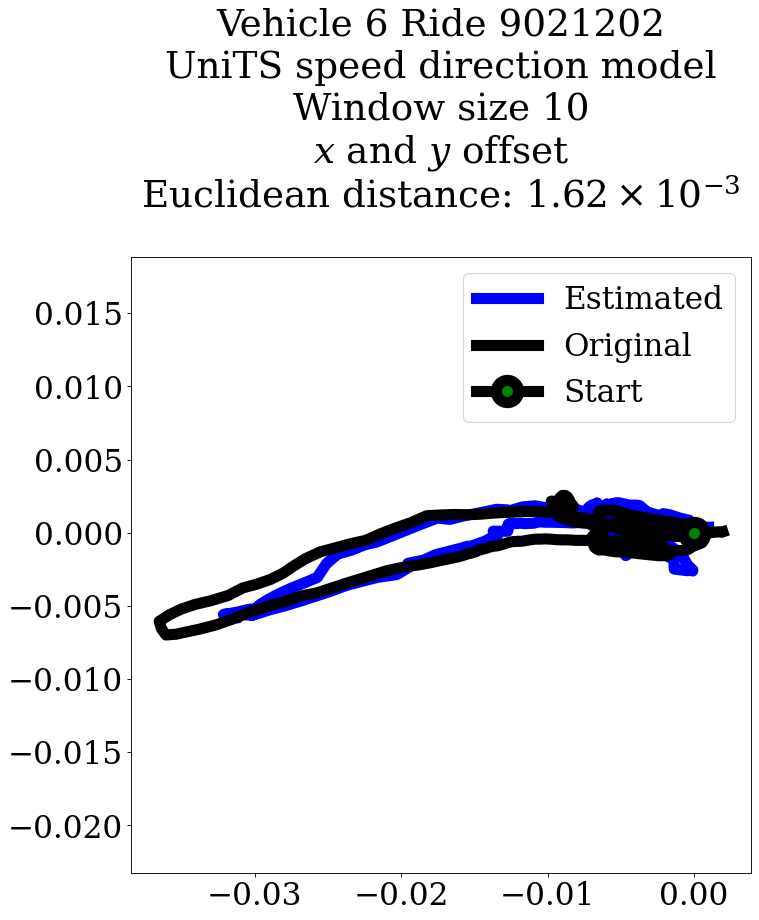 Vehicle 6 Ride 9021202
UniTS speed direction model
Window size 10
x and y offset
Euclidean distance: 1.62 × 10⁻³
Estimated
Original
Start
0.015
0.010
0.005
0.000
−0.005
−0.010
−0.015
−0.020
−0.03 −0.02 −0.01 0.00